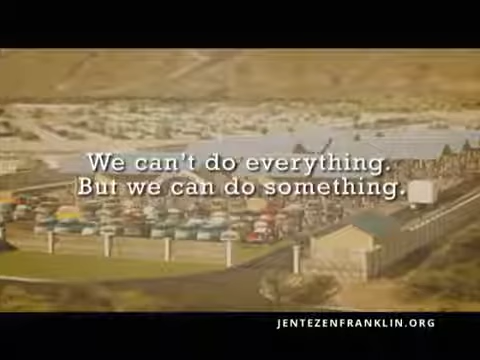 We can't do everything.
But we can do something.
JENTEZENFRANKLIN.ORG